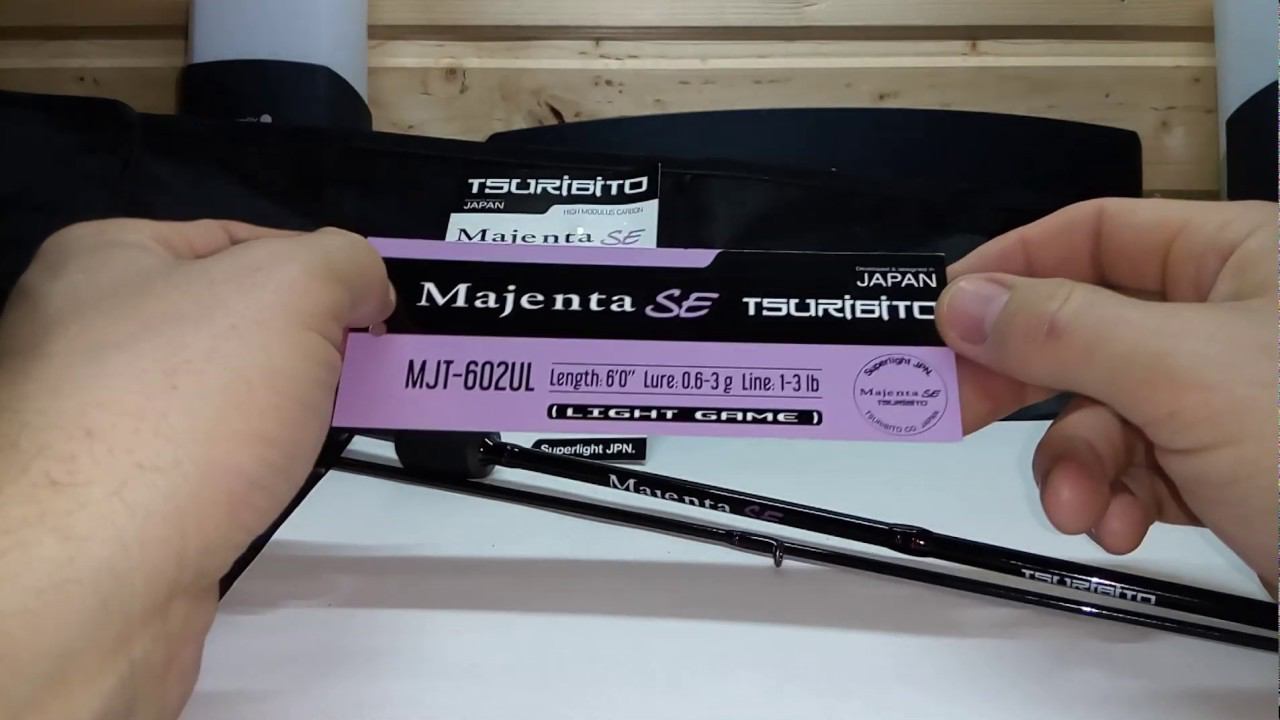 TSURIBITO
JAPAN
HIGH MODULUS CARBON
Majenta SE
Developed & designed in
JAPAN
Majenta SE TSURIBITO
MJT-602UL Length: 6'0" Lure: 0.6-3 g Line: 1-3 lb
(LIGHT GAME)
Superlight JPN.
Majenta SE
TSURIBITO
TSURIBITO CO. JAPAN
Superlight JPN.
Majenta SE
TSURIBITO